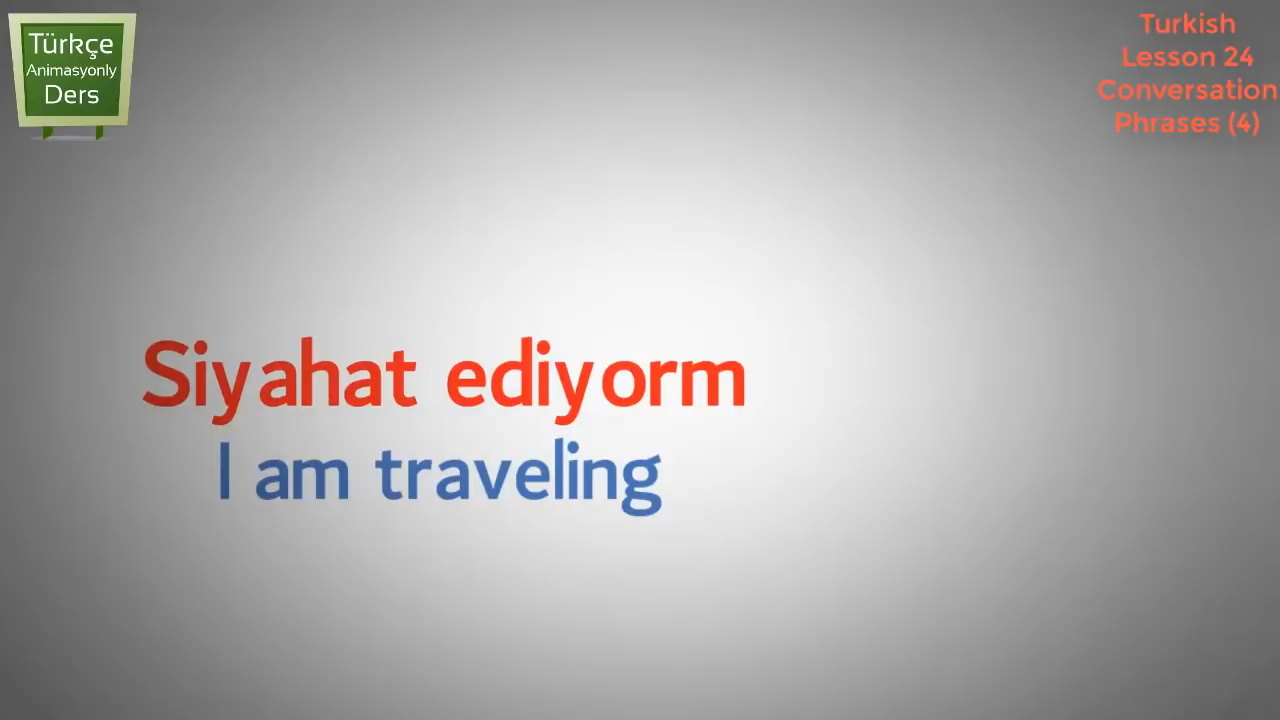 Türkçe
Animasyonly
Ders
Turkish
Lesson 24
Conversation
Phrases (4)
Siyahat ediyorm
I am traveling